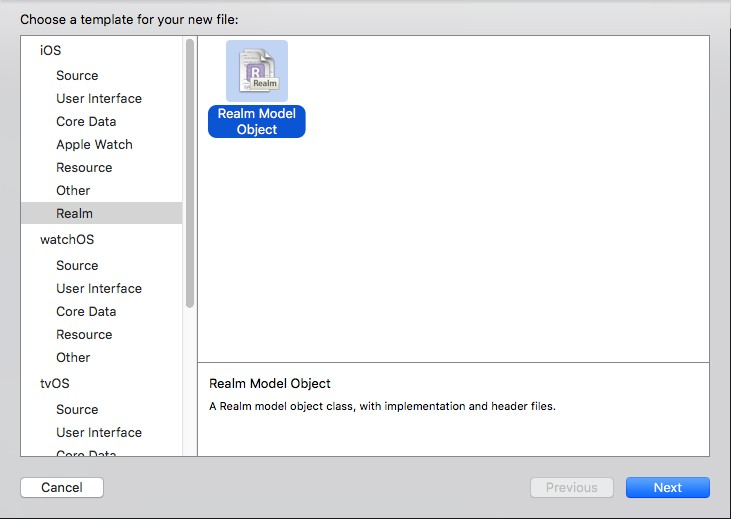 Choose a template for your new file:
iOS
Source
User Interface
Core Data
Apple Watch
Resource
Other
Realm
watchOS
Source
User Interface
Core Data
Resource
Other
tvOS
Source
User Interface
Core Data
R
Realm
Realm Model
Object
Realm Model Object
A Realm model object class, with implementation and header files.
Cancel
Previous
Next